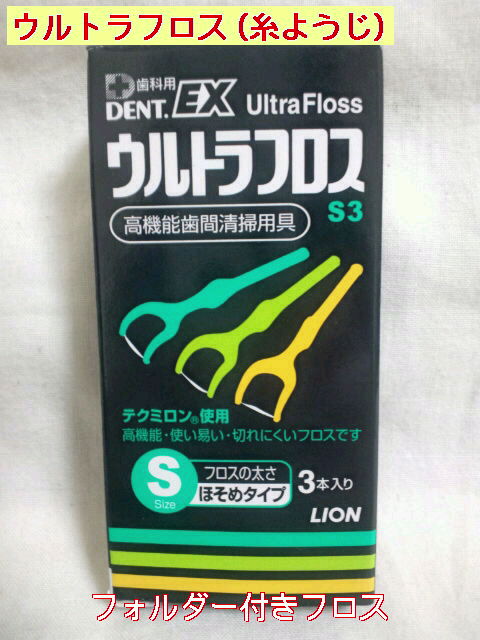 ウルトラフロス(糸ようじ)
歯科用
DENT.EX UltraFloss
ウルトラフロス
S3
高機能歯間清掃用具
テクミロン®使用
高機能・使い易い・切れにくいフロスです
S
Size
フロスの太さ
ほそめタイプ
3本入り
LION
フォルダー付きフロス